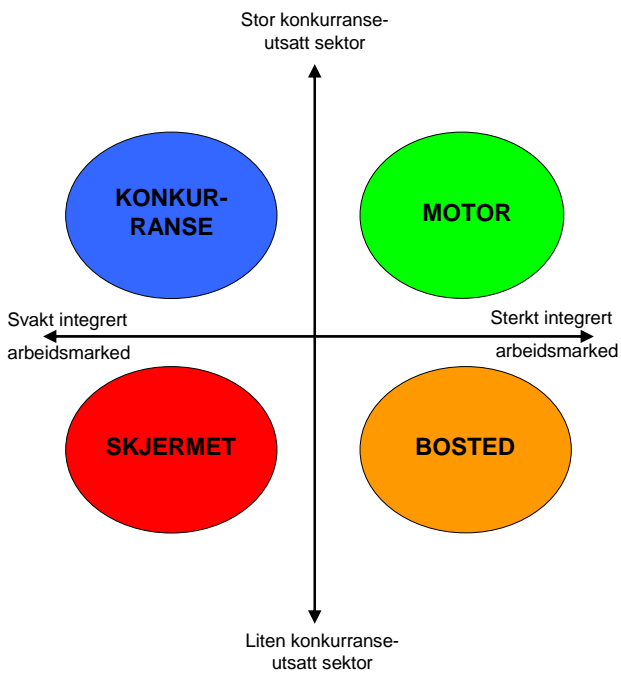 Stor konkurranse-
utsatt sektor
KONKUR-
RANSE
MOTOR
Svakt integrert
arbeidsmarked
Sterkt integrert
arbeidsmarked
SKJERMET
BOSTED
Liten konkurranse-
utsatt sektor